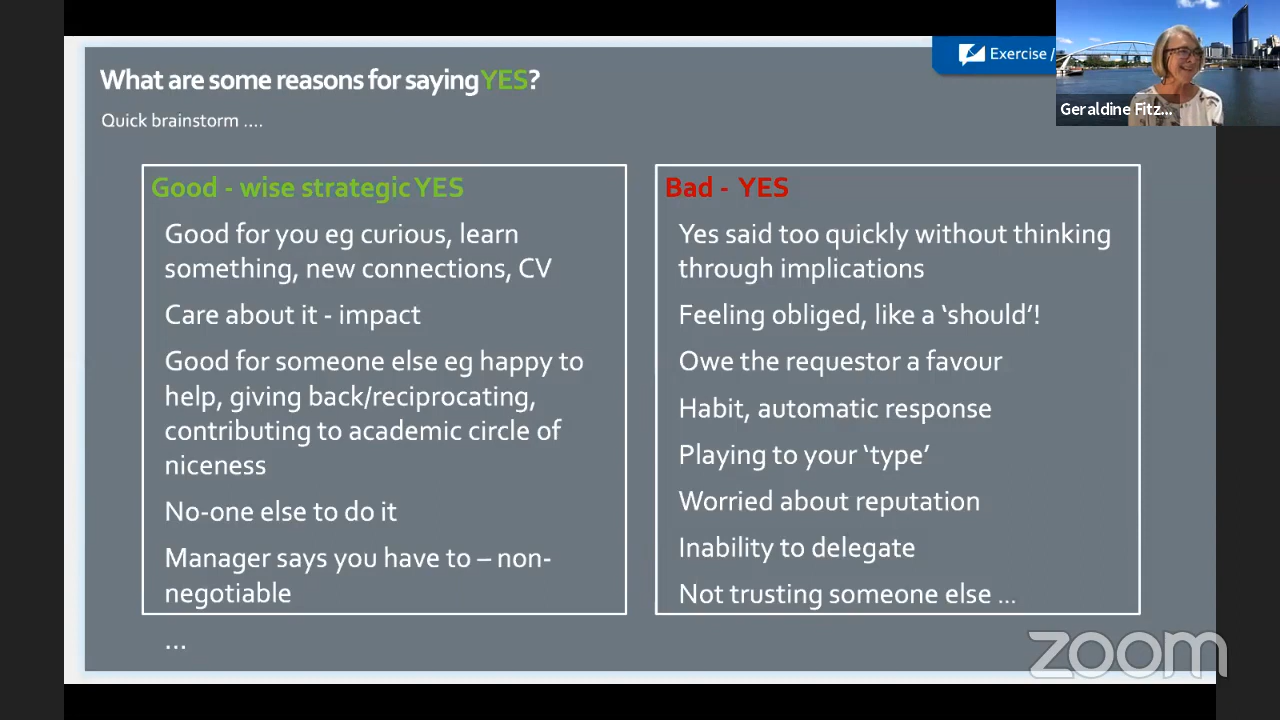 What are some reasons for saying YES?
Quick brainstorm ....
Exercise /
Geraldine Fitz...
Good - wise strategic YES
Good for you eg curious, learn
something, new connections, CV
Care about it - impact
Good for someone else eg happy to
help, giving back/reciprocating,
contributing to academic circle of
niceness
No-one else to do it
Manager says you have to – non-
negotiable
...
Bad - YES
Yes said too quickly without thinking
through implications
Feeling obliged, like a ‘should’!
Owe the requestor a favour
Habit, automatic response
Playing to your ‘type’
Worried about reputation
Inability to delegate
Not trusting someone else ...
zoom